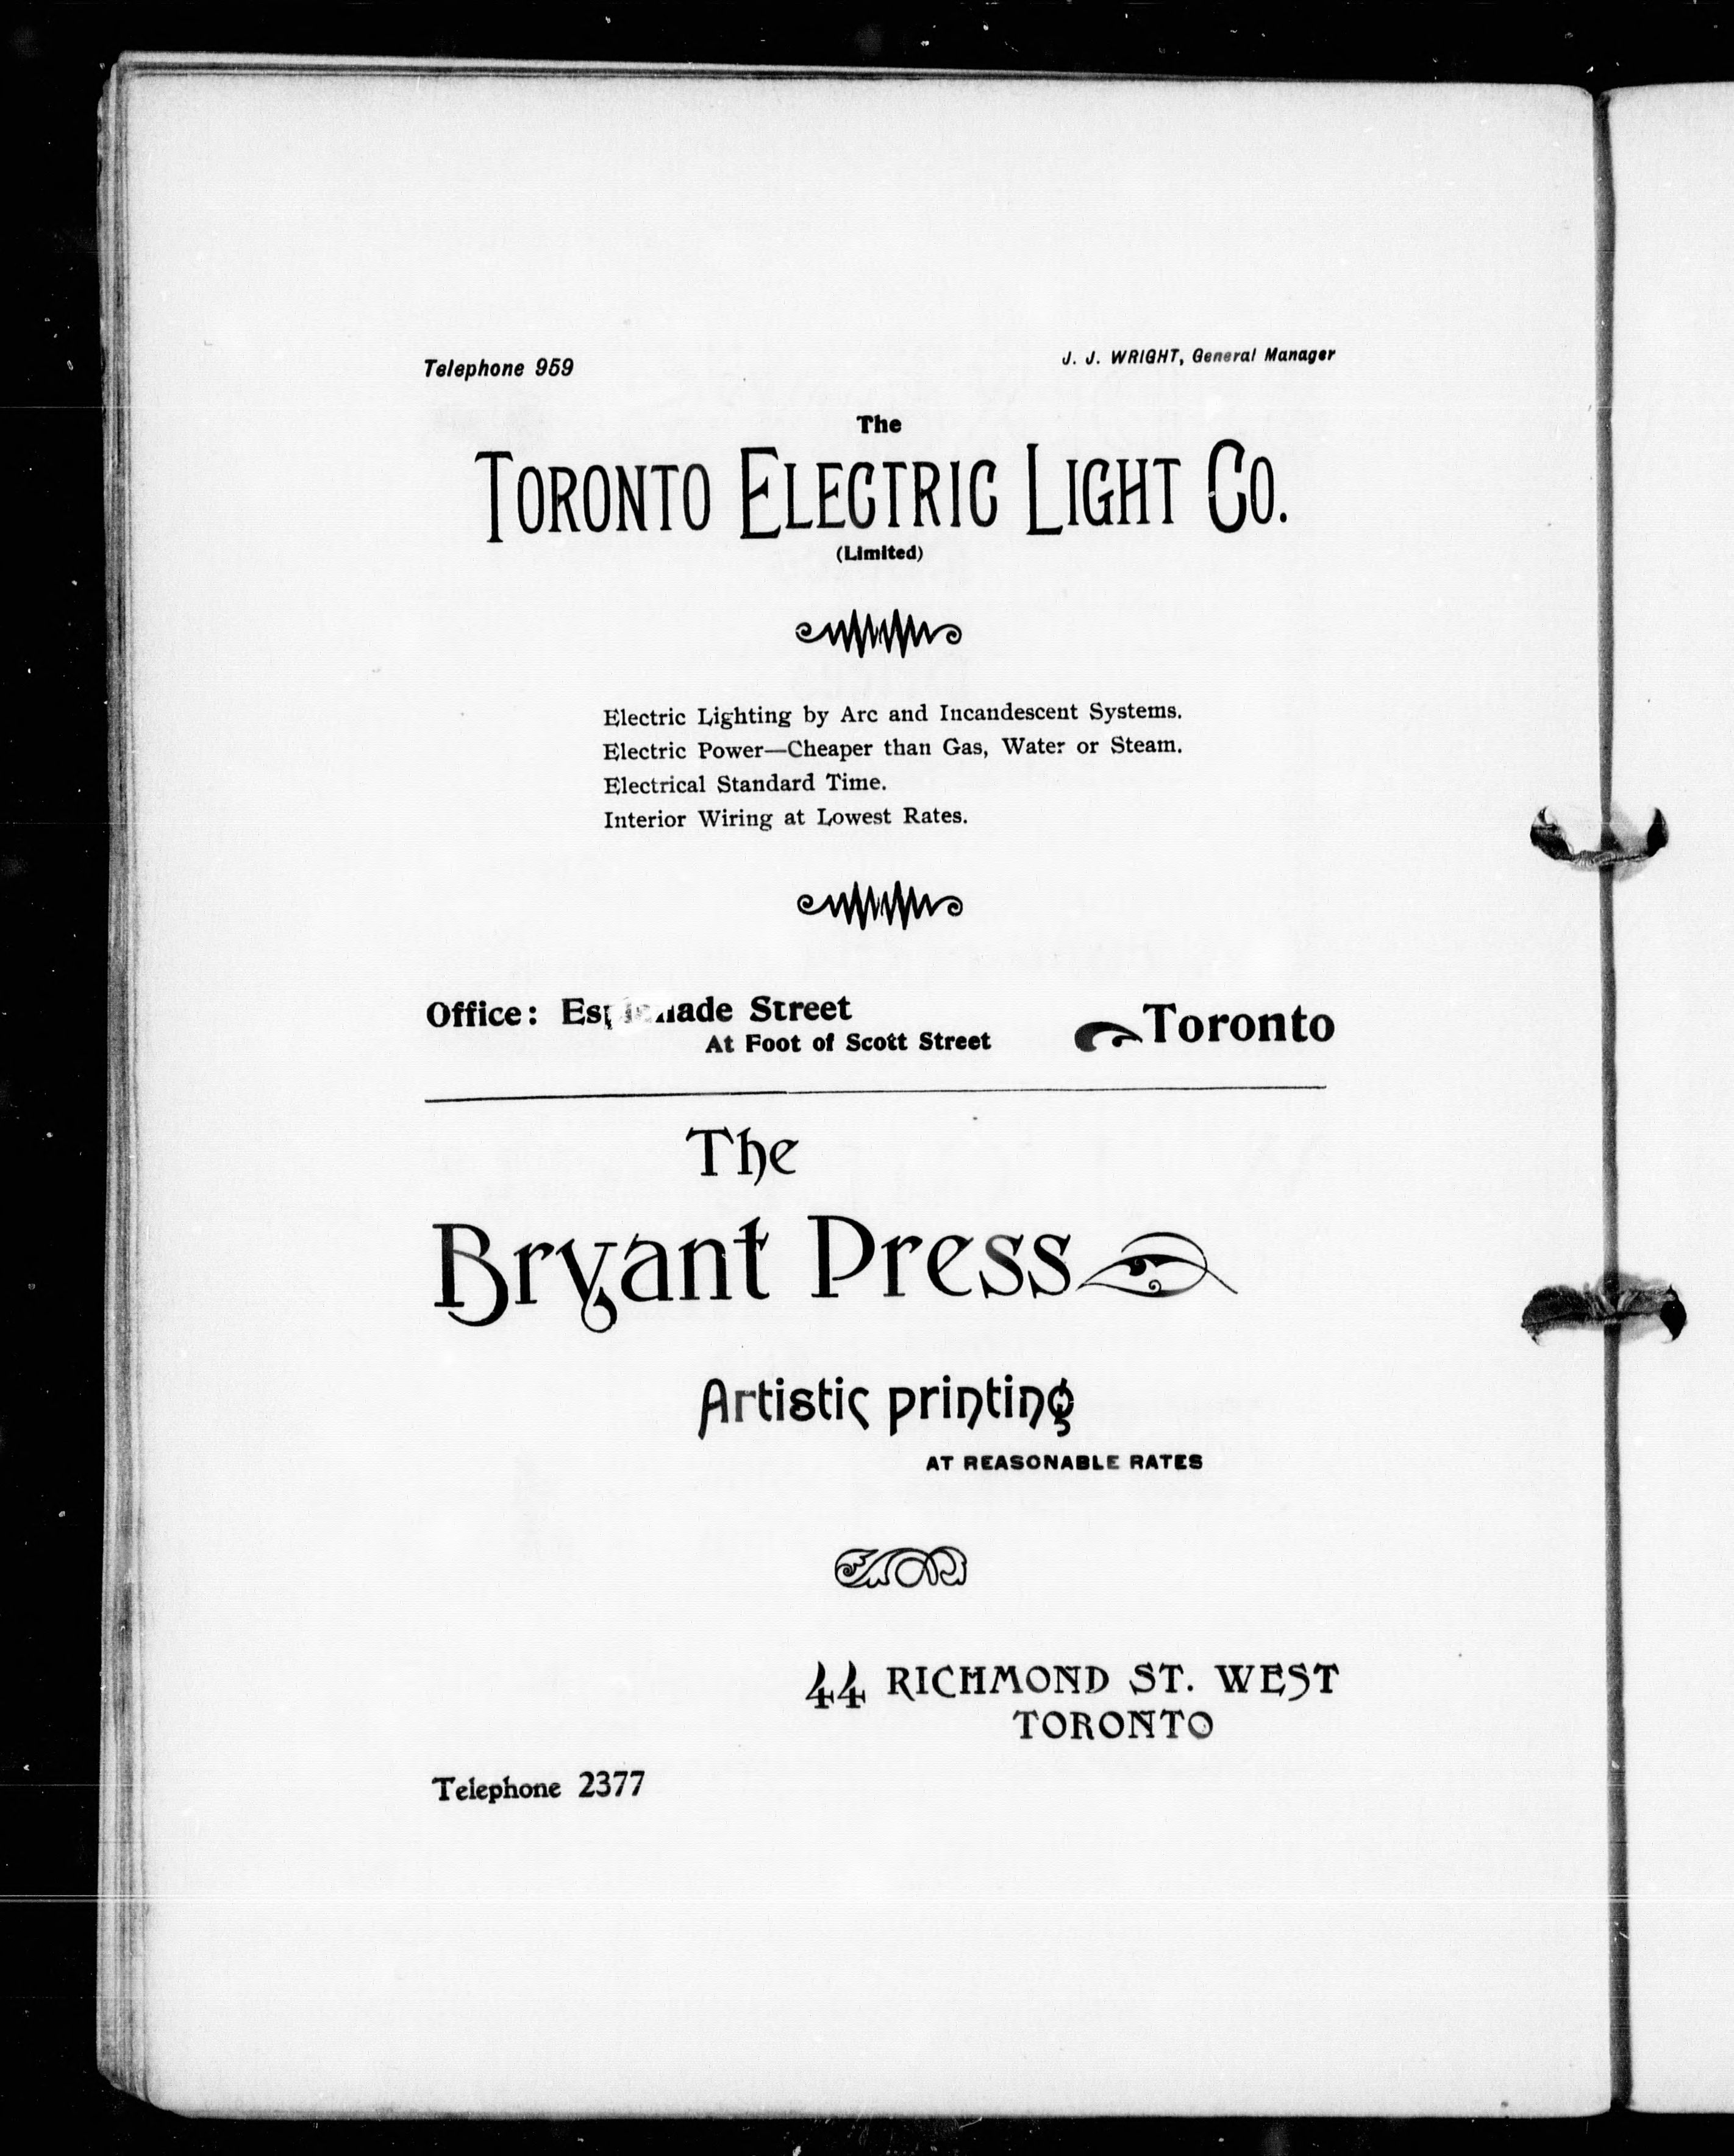 Telephone 959
J. J. WRIGHT, General Manager
The
TORONTO ELECTRIC LIGHT CO.
(Limited)
Electric Lighting by Arc and Incandescent Systems.
Electric Power—Cheaper than Gas, Water or Steam.
Electrical Standard Time.
Interior Wiring at Lowest Rates.
Office: Esplanade Street
At Foot of Scott Street
Toronto
The
Bryant Press
Artistic printing
AT REASONABLE RATES
44 RICHMOND ST. WEST
TORONTO
Telephone 2377